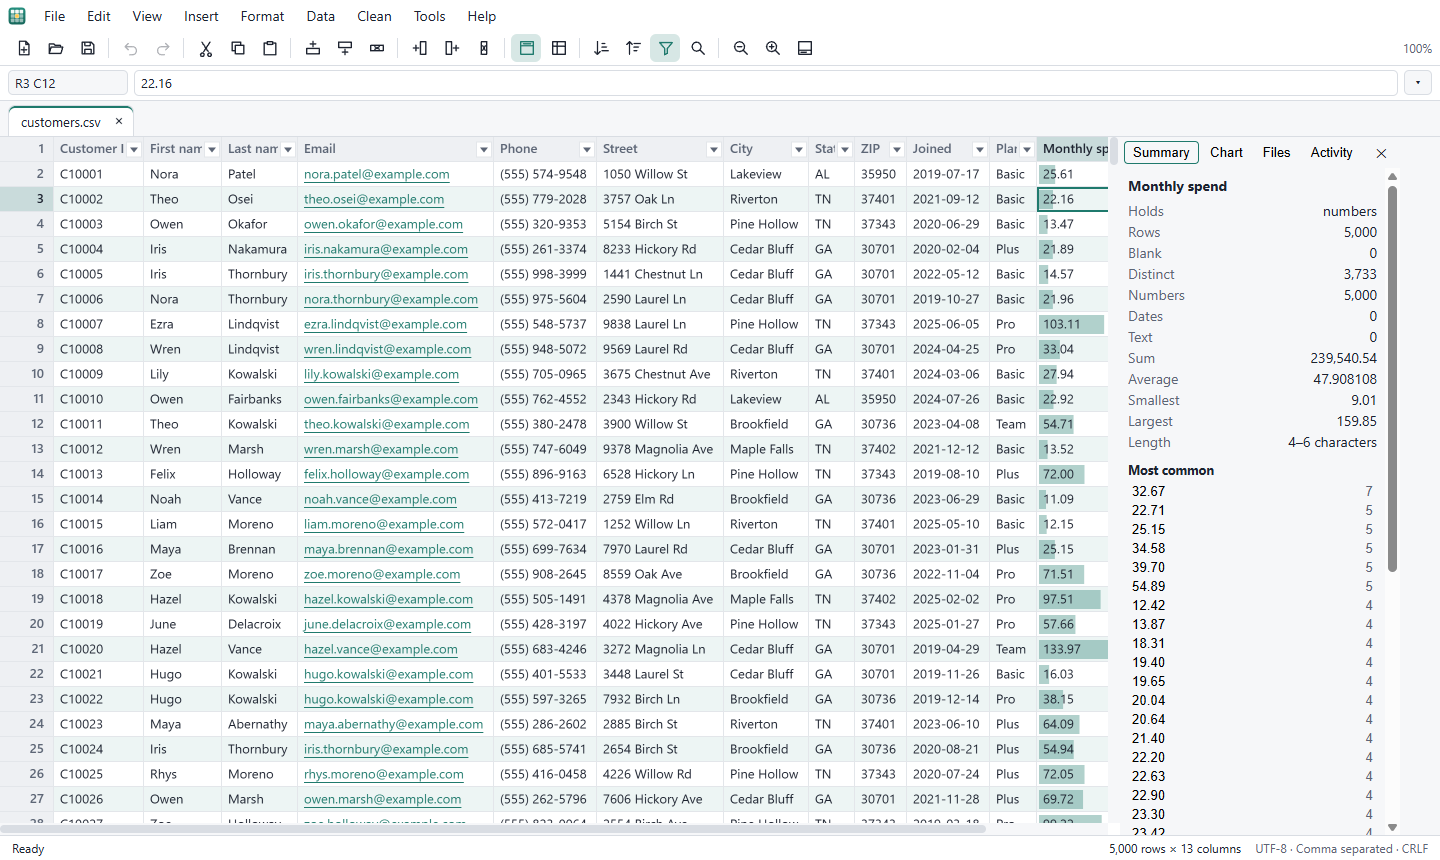 File Edit View Insert Format Data Clean Tools Help
100%
R3 C12 22.16
customers.csv ×
1 Customer I First nam Last nam Email Phone Street City Stat ZIP Joined Plan Monthly sp
2 C10001 Nora Patel nora.patel@example.com (555) 574-9548 1050 Willow St Lakeview AL 35950 2019-07-17 Basic 25.61
3 C10002 Theo Osei theo.osei@example.com (555) 779-2028 3757 Oak Ln Riverton TN 37401 2021-09-12 Basic 22.16
4 C10003 Owen Okafor owen.okafor@example.com (555) 320-9353 5154 Birch St Pine Hollow TN 37343 2020-06-29 Basic 13.47
5 C10004 Iris Nakamura iris.nakamura@example.com (555) 261-3374 8233 Hickory Rd Cedar Bluff GA 30701 2020-02-04 Plus 21.89
6 C10005 Iris Thornbury iris.thornbury@example.com (555) 998-3999 1441 Chestnut Ln Cedar Bluff GA 30701 2022-05-12 Basic 14.57
7 C10006 Nora Thornbury nora.thornbury@example.com (555) 975-5604 2590 Laurel Ln Cedar Bluff GA 30701 2019-10-27 Basic 21.96
8 C10007 Ezra Lindqvist ezra.lindqvist@example.com (555) 548-5737 9838 Laurel Ln Pine Hollow TN 37343 2025-06-05 Pro 103.11
9 C10008 Wren Lindqvist wren.lindqvist@example.com (555) 948-5072 9569 Laurel Rd Cedar Bluff GA 30701 2024-04-25 Pro 33.04
10 C10009 Lily Kowalski lily.kowalski@example.com (555) 705-0965 3675 Chestnut Ave Riverton TN 37401 2024-03-06 Basic 27.94
11 C10010 Owen Fairbanks owen.fairbanks@example.com (555) 762-4552 2343 Hickory Rd Lakeview AL 35950 2024-07-26 Basic 22.92
12 C10011 Theo Kowalski theo.kowalski@example.com (555) 380-2478 3900 Willow St Brookfield GA 30736 2023-04-08 Team 54.71
13 C10012 Wren Marsh wren.marsh@example.com (555) 747-6049 9378 Magnolia Ave Maple Falls TN 37402 2021-12-12 Basic 13.52
14 C10013 Felix Holloway felix.holloway@example.com (555) 896-9163 6528 Hickory Ln Pine Hollow TN 37343 2019-08-10 Plus 72.00
15 C10014 Noah Vance noah.vance@example.com (555) 413-7219 2759 Elm Rd Brookfield GA 30736 2023-06-29 Basic 11.09
16 C10015 Liam Moreno liam.moreno@example.com (555) 572-0417 1252 Willow Ln Riverton TN 37401 2025-05-10 Basic 12.15
17 C10016 Maya Brennan maya.brennan@example.com (555) 699-7634 7970 Laurel Rd Cedar Bluff GA 30701 2023-01-31 Plus 25.15
18 C10017 Zoe Moreno zoe.moreno@example.com (555) 908-2645 8559 Oak Ave Brookfield GA 30736 2022-11-04 Pro 71.51
19 C10018 Hazel Kowalski hazel.kowalski@example.com (555) 505-1491 4378 Magnolia Ave Maple Falls TN 37402 2025-02-02 Pro 97.51
20 C10019 June Delacroix june.delacroix@example.com (555) 428-3197 4022 Hickory Ave Pine Hollow TN 37343 2025-01-27 Pro 57.66
21 C10020 Hazel Vance hazel.vance@example.com (555) 683-4246 3272 Magnolia Ln Cedar Bluff GA 30701 2019-04-29 Team 133.97
22 C10021 Hugo Kowalski hugo.kowalski@example.com (555) 401-5533 3448 Laurel St Cedar Bluff GA 30701 2019-11-26 Basic 16.03
23 C10022 Hugo Kowalski hugo.kowalski@example.com (555) 597-3265 7932 Birch Ln Brookfield GA 30736 2019-12-14 Pro 38.15
24 C10023 Maya Abernathy maya.abernathy@example.com (555) 286-2602 2885 Birch St Riverton TN 37401 2023-06-10 Plus 64.09
25 C10024 Iris Thornbury iris.thornbury@example.com (555) 685-5741 2654 Birch St Brookfield GA 30736 2020-08-21 Plus 54.94
26 C10025 Rhys Moreno rhys.moreno@example.com (555) 416-0458 4226 Willow Rd Pine Hollow TN 37343 2020-07-24 Plus 72.05
27 C10026 Owen Marsh owen.marsh@example.com (555) 262-5796 7606 Hickory Ave Cedar Bluff GA 30701 2021-11-28 Plus 69.72
Summary Chart Files Activity
Monthly spend
Holds numbers
Rows 5,000
Blank 0
Distinct 3,733
Numbers 5,000
Dates 0
Text 0
Sum 239,540.54
Average 47.908108
Smallest 9.01
Largest 159.85
Length 4–6 characters
Most common
32.67 7
22.71 5
25.15 5
34.58 5
39.70 5
54.89 5
12.42 4
13.87 4
18.31 4
19.40 4
19.65 4
20.04 4
20.64 4
21.40 4
22.20 4
22.63 4
22.90 4
23.30 4
23.42 4
Ready
5,000 rows × 13 columns UTF-8 · Comma separated · CRLF